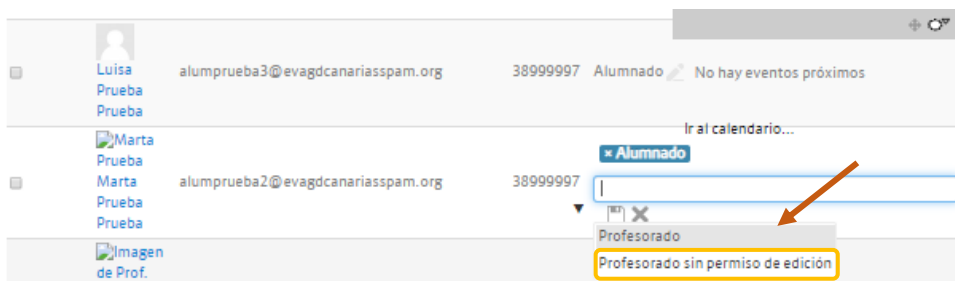 Luisa
Prueba
Prueba
alumprueba3@evagdcanariasspam.org
38999997
Alumnado
No hay eventos próximos
Ir al calendario...
Marta
Prueba
Marta
Prueba
Prueba
alumprueba2@evagdcanariasspam.org
38999997
× Alumnado
Profesorado
Profesorado sin permiso de edición
Imagen
de Prof.